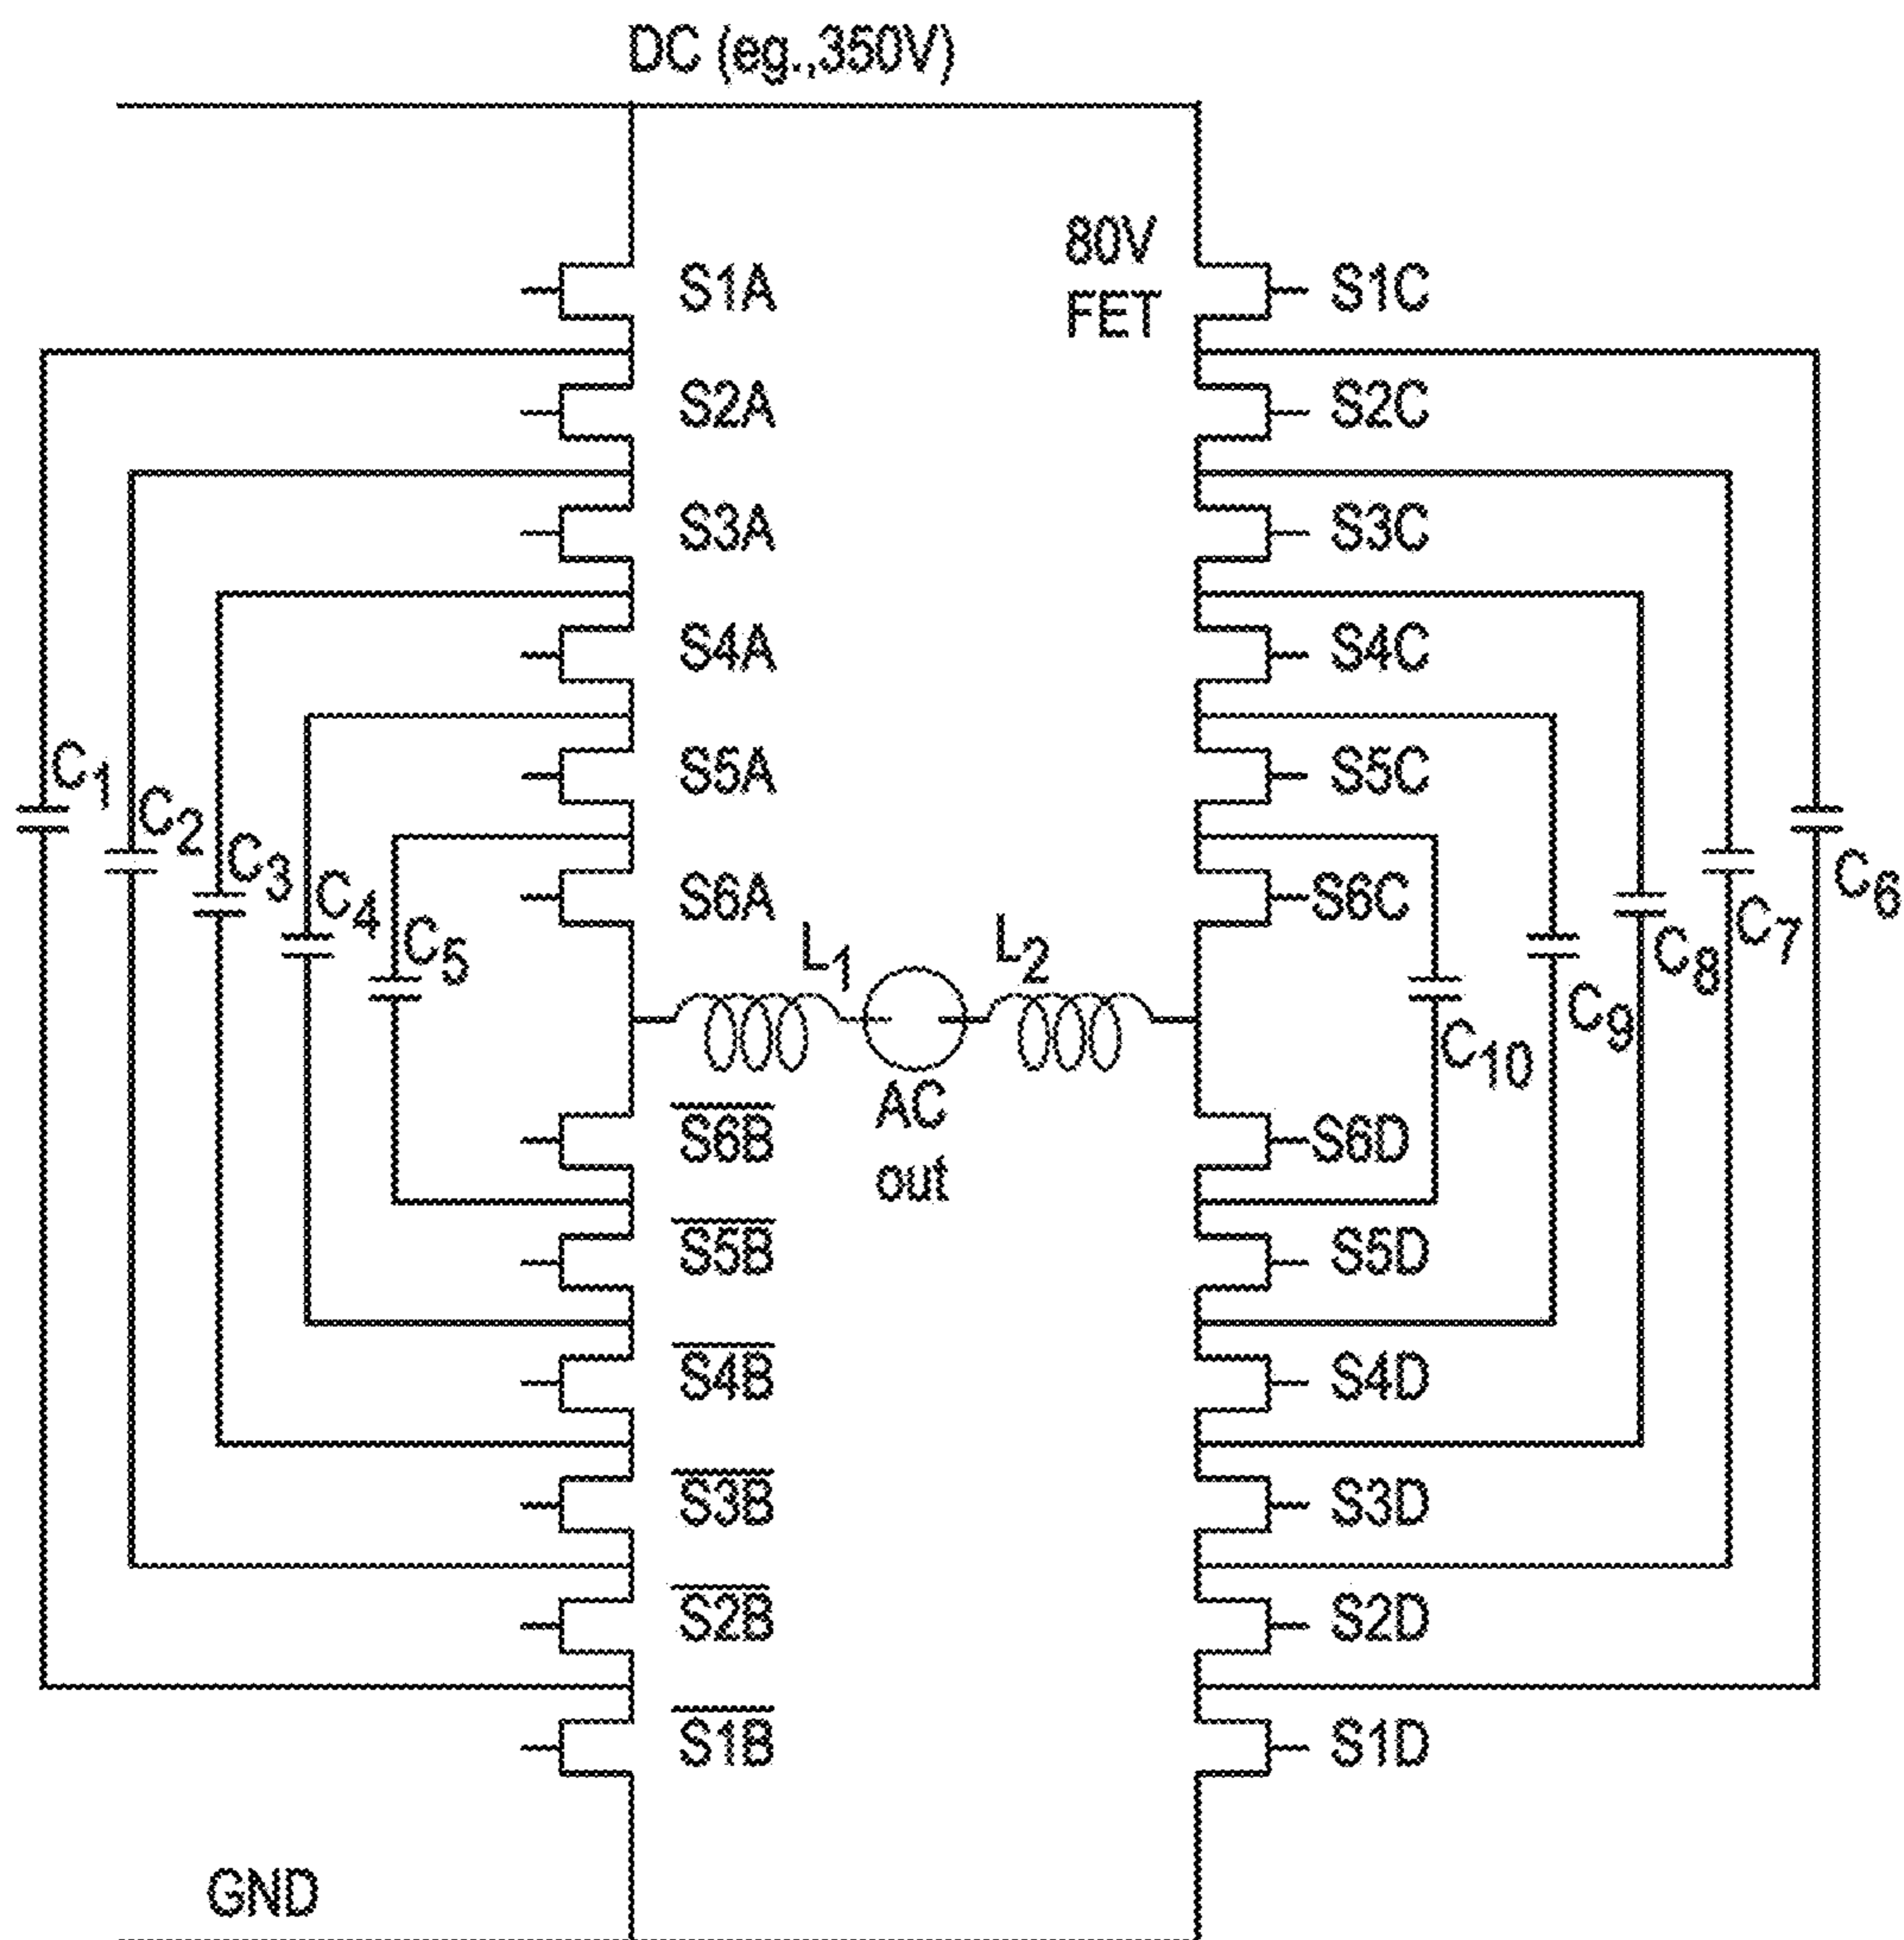 DC (eg.,350V)
80V
FET
S1A
S1C
S2A
S2C
S3A
S3C
S4A
S4C
C1
S5A
S5C
C2
C3
C4
S6A
S6C
C6
C5
L1
L2
C7
C8
C9
C10
AC
out
S6B
S6D
S5B
S5D
S4B
S4D
S3B
S3D
S2B
S2D
S1B
S1D
GND